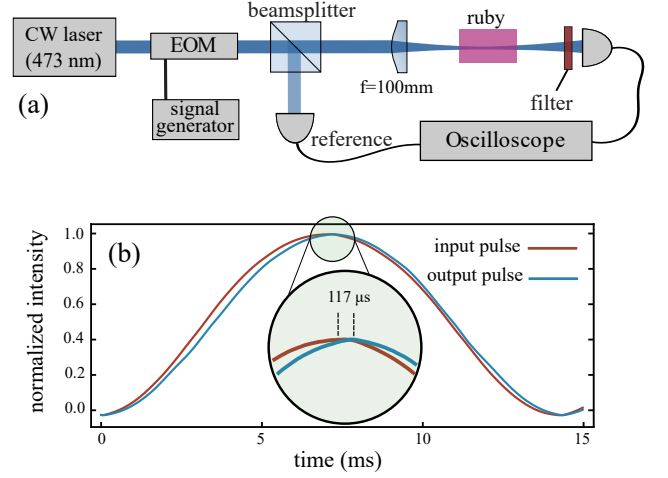 CW laser
(473 nm)
EOM
beamsplitter
ruby
f=100mm
filter
(a)
signal
generator
reference
Oscilloscope
(b)
input pulse
output pulse
117 μs
normalized intensity
1.0
0.8
0.6
0.4
0.2
0.0
0
5
10
15
time (ms)